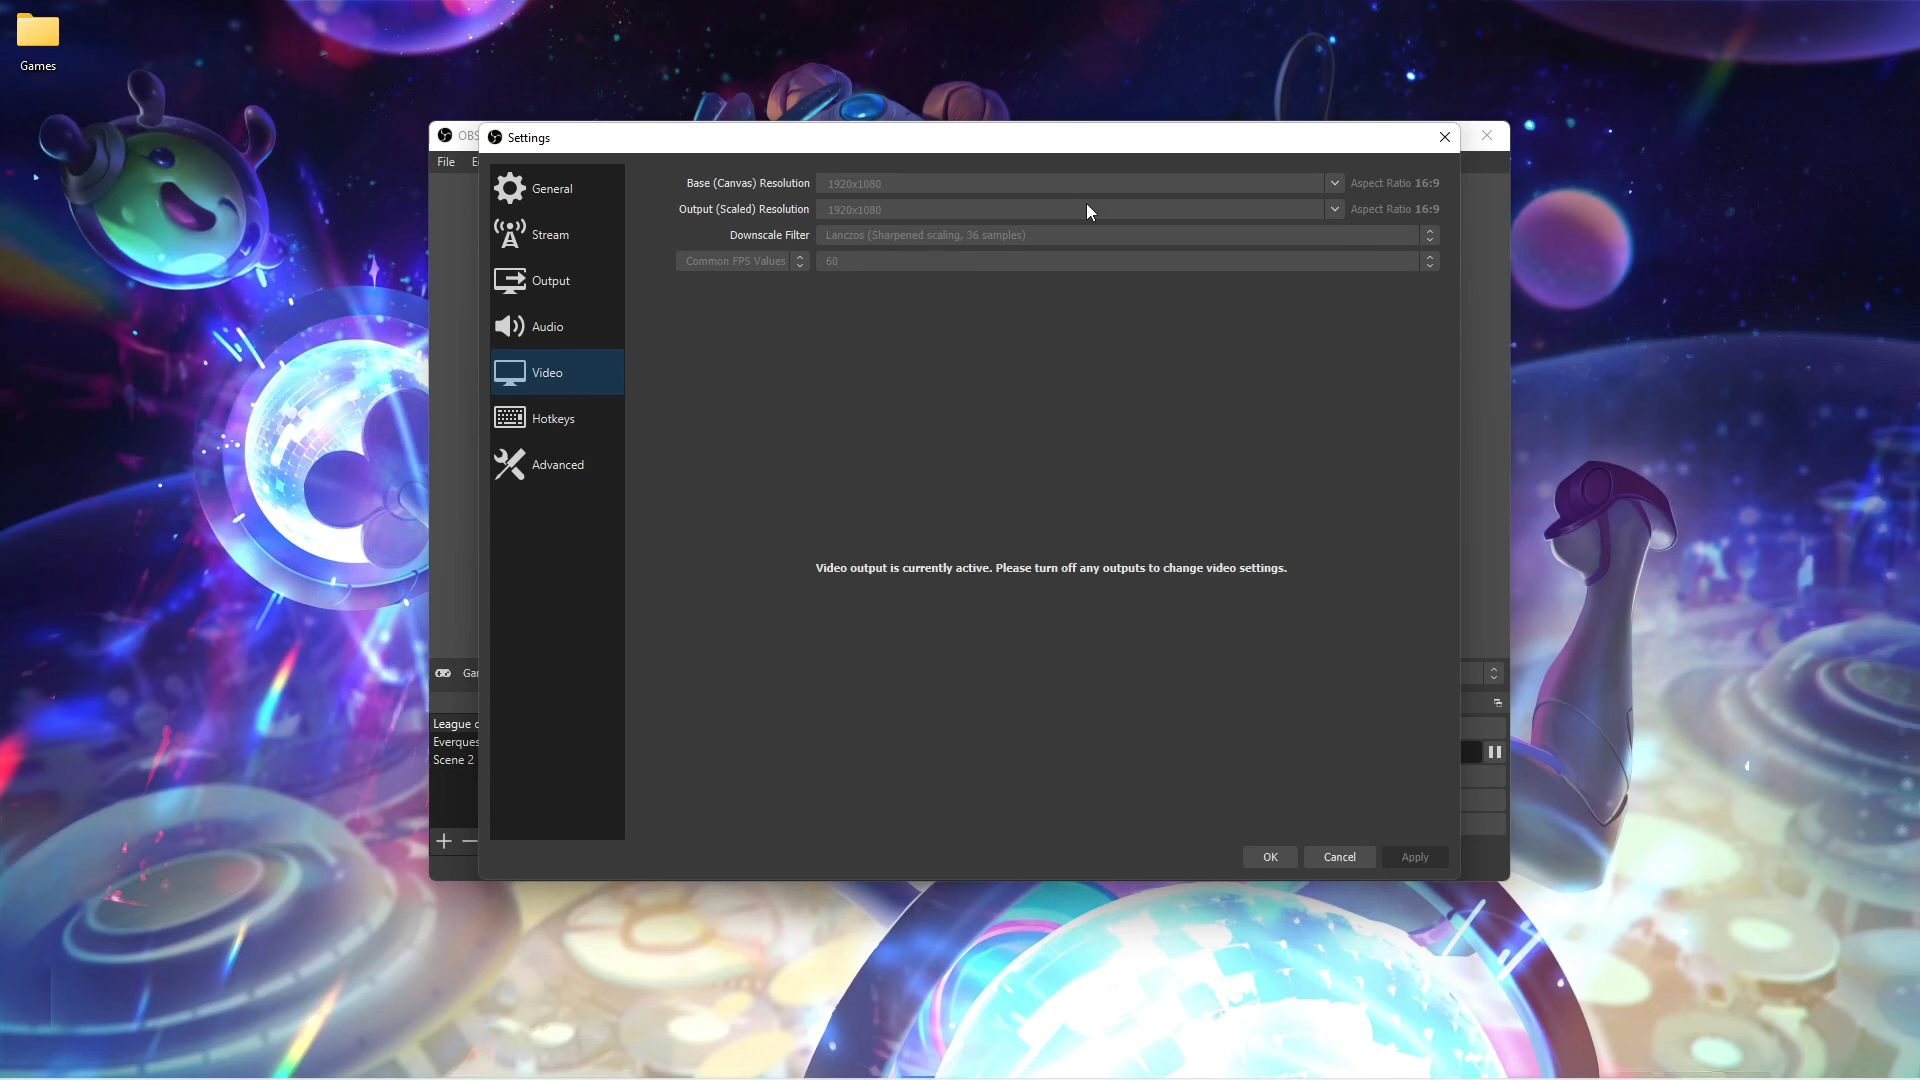 Games
OBS
Settings
File
General
Stream
Output
Audio
Video
Hotkeys
Advanced
Base (Canvas) Resolution 1920x1080 Aspect Ratio 16:9
Output (Scaled) Resolution 1920x1080 Aspect Ratio 16:9
Downscale Filter Lanczos (Sharpened scaling, 36 samples)
Common FPS Values 60
Video output is currently active. Please turn off any outputs to change video settings.
League
Everques
Scene 2
OK Cancel Apply